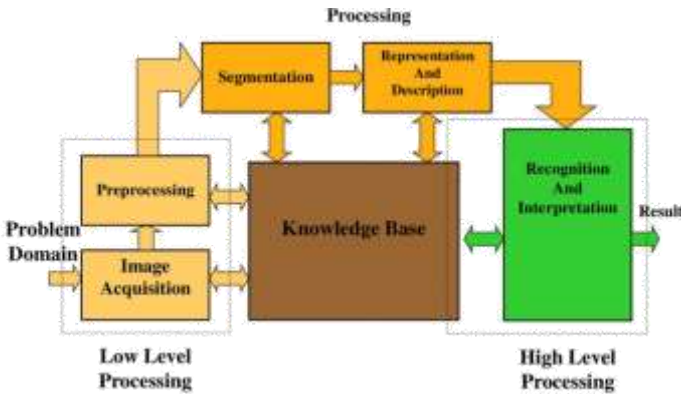 Processing
Segmentation
Representation
And
Description
Preprocessing
Recognition
And
Interpretation
Knowledge Base
Result
Problem
Domain
Image
Acquisition
Low Level
Processing
High Level
Processing